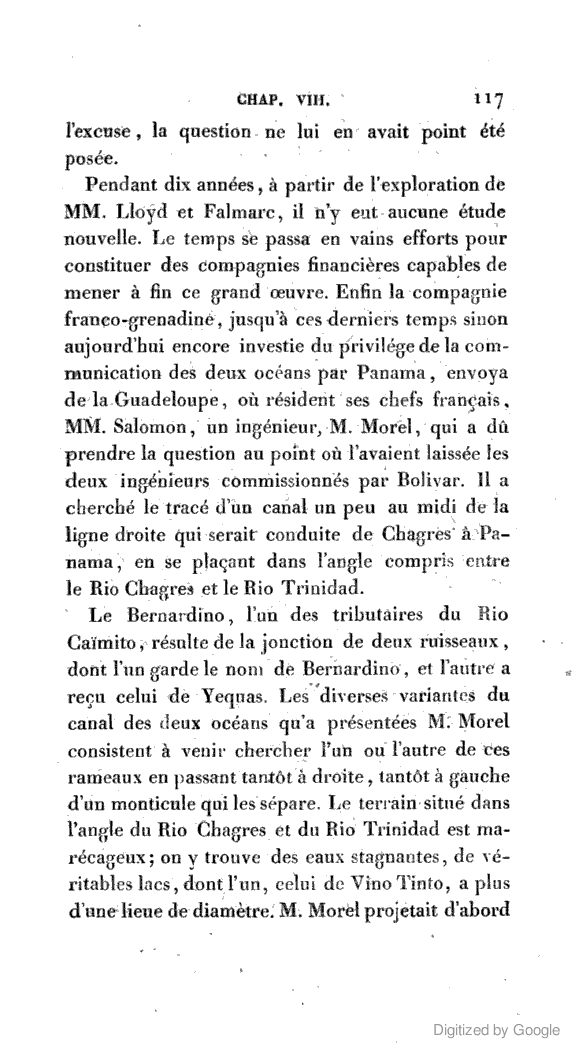 CHAP. VIII. 117
l'excuse, la question ne lui en avait point été
posée.
Pendant dix années, à partir de l'exploration de
MM. Lloyd et Falmarc, il n'y eut aucune étude
nouvelle. Le temps se passa en vains efforts pour
constituer des compagnies financières capables de
mener à fin ce grand œuvre. Enfin la compagnie
franco-grenadine, jusqu'à ces derniers temps sinon
aujourd'hui encore investie du privilége de la com-
munication des deux océans par Panama, envoya
de la Guadeloupe, où résident ses chefs français,
MM. Salomon, un ingénieur, M. Morel, qui a dû
prendre la question au point où l'avaient laissée les
deux ingénieurs commissionnés par Bolivar. Il a
cherché le tracé d'un canal un peu au midi de la
ligne droite qui serait conduite de Chagres à Pa-
nama, en se plaçant dans l'angle compris entre
le Rio Chagres et le Rio Trinidad.
Le Bernardino, l'un des tributaires du Rio
Caïmito, résulte de la jonction de deux ruisseaux,
dont l'un garde le nom de Bernardino, et l'autre a
reçu celui de Yequas. Les diverses variantes du
canal des deux océans qu'a présentées M. Morel
consistent à venir chercher l'un ou l'autre de ces
rameaux en passant tantôt à droite, tantôt à gauche
d'un monticule qui les sépare. Le terrain situé dans
l'angle du Rio Chagres et du Rio Trinidad est ma-
récageux; on y trouve des eaux stagnantes, de vé-
ritables lacs, dont l'un, celui de Vino Tinto, a plus
d'une lieue de diamètre. M. Morel projetait d'abord
Digitized by Google